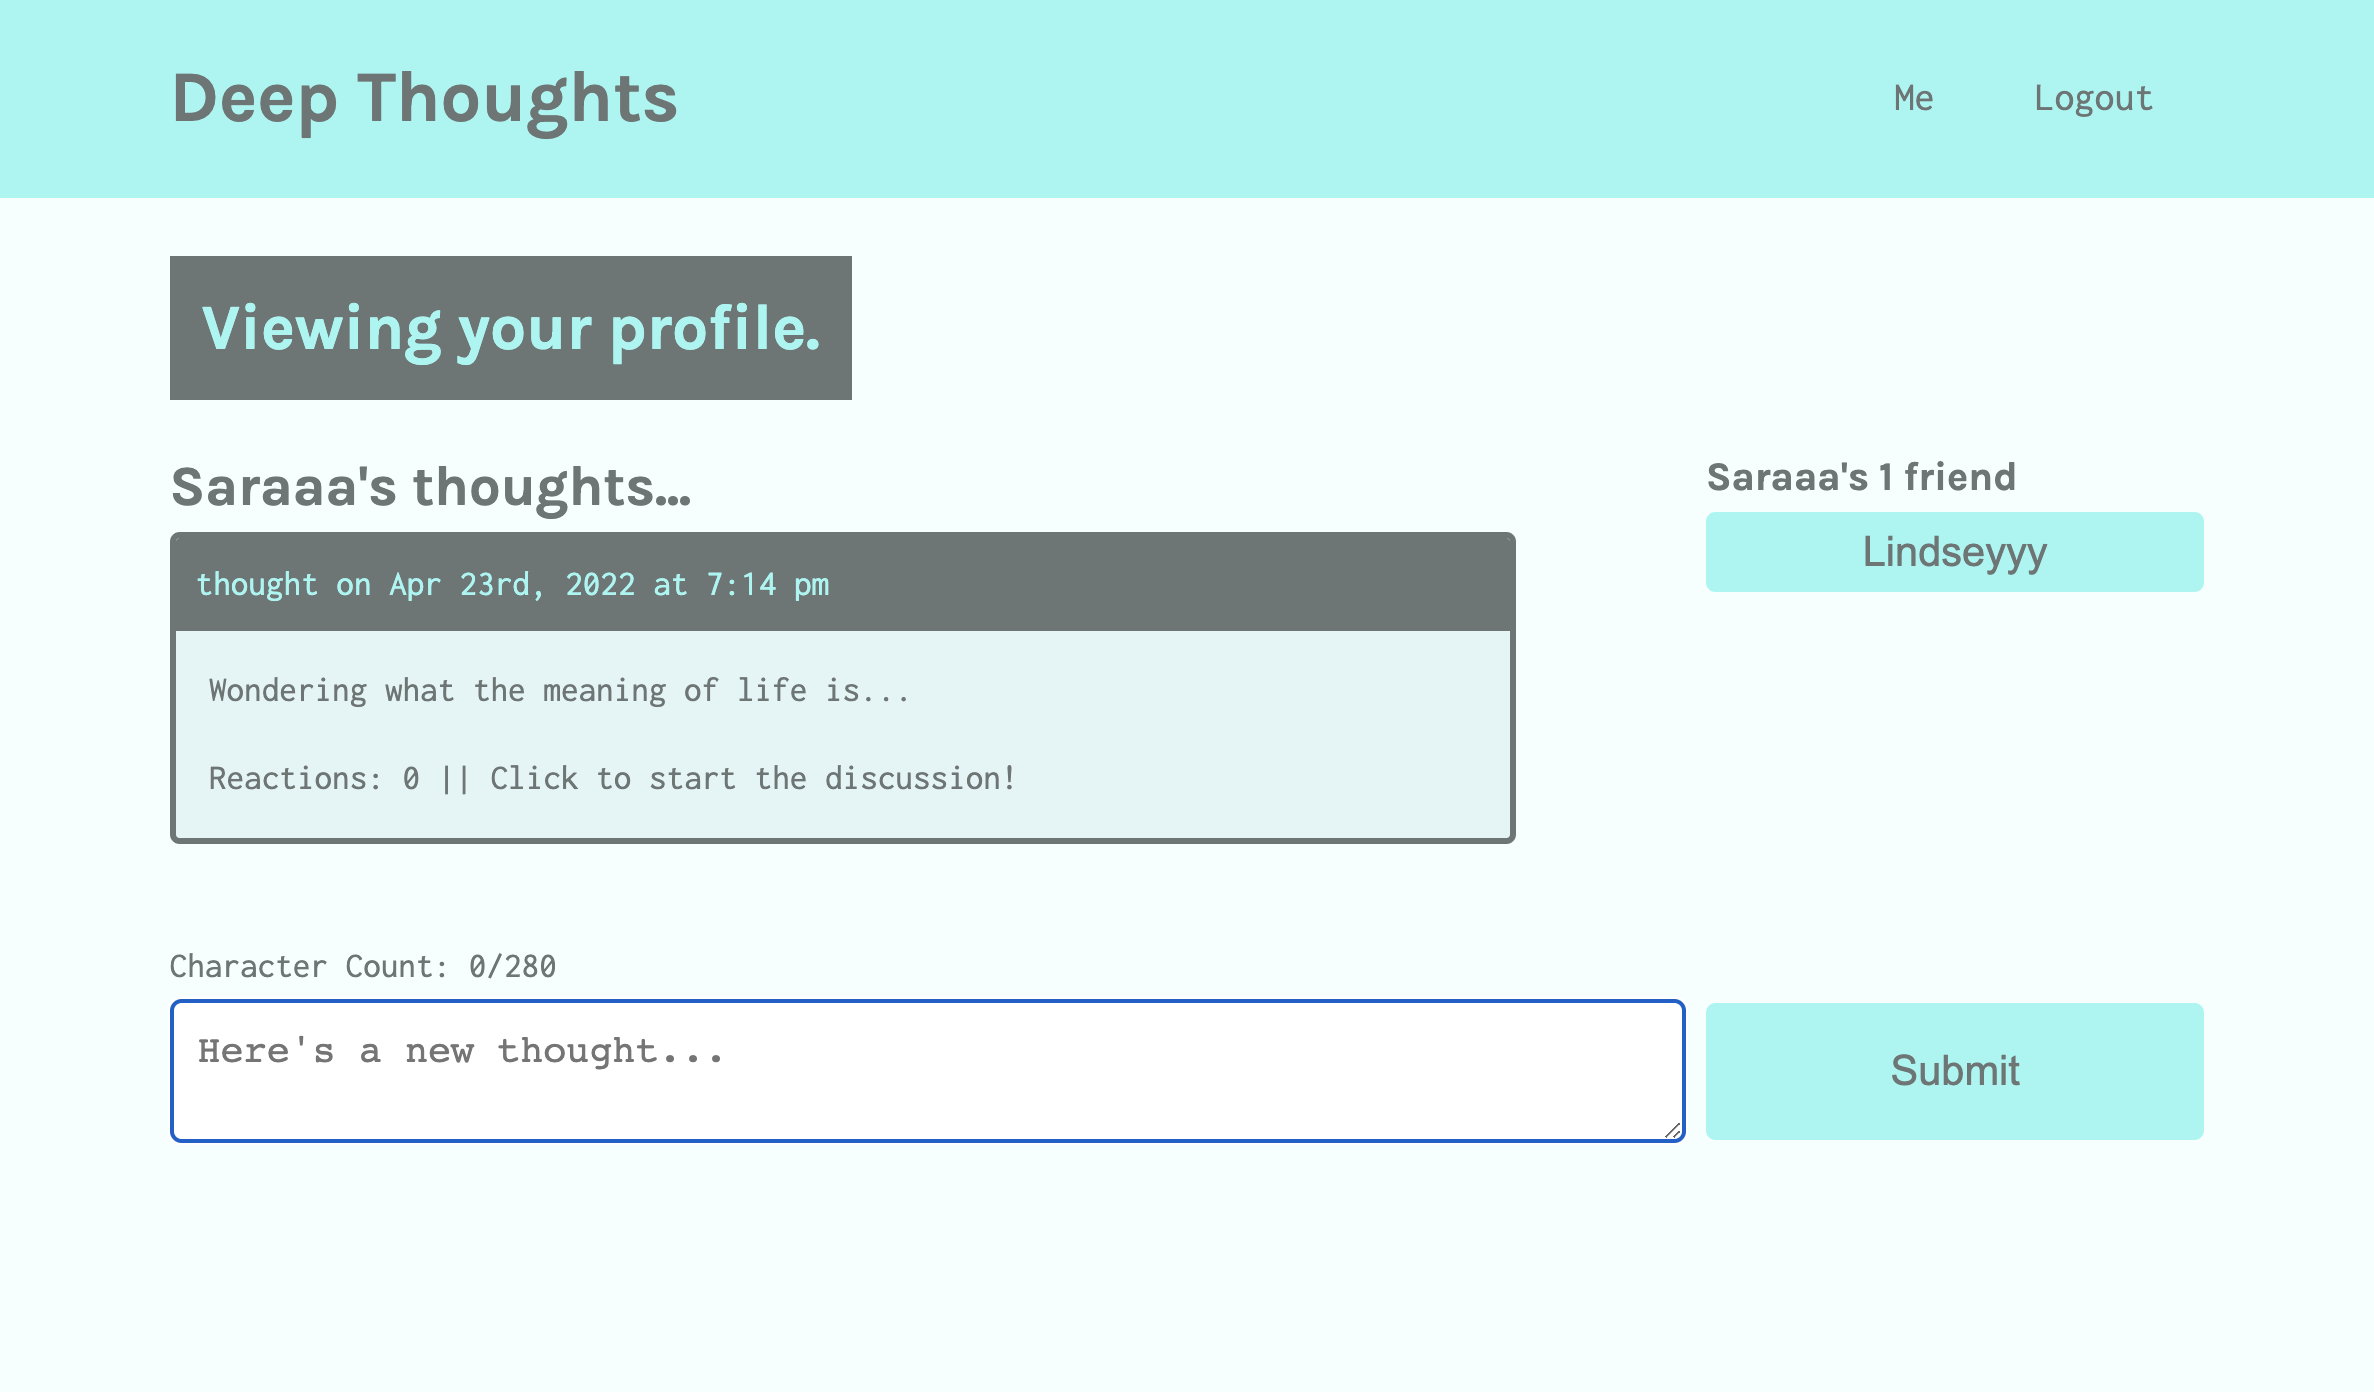 Deep Thoughts
Me
Logout
Viewing your profile.
Saraaa's thoughts...
thought on Apr 23rd, 2022 at 7:14 pm
Wondering what the meaning of life is...
Reactions: 0 || Click to start the discussion!
Saraaa's 1 friend
Lindseyyy
Character Count: 0/280
Here's a new thought...
Submit